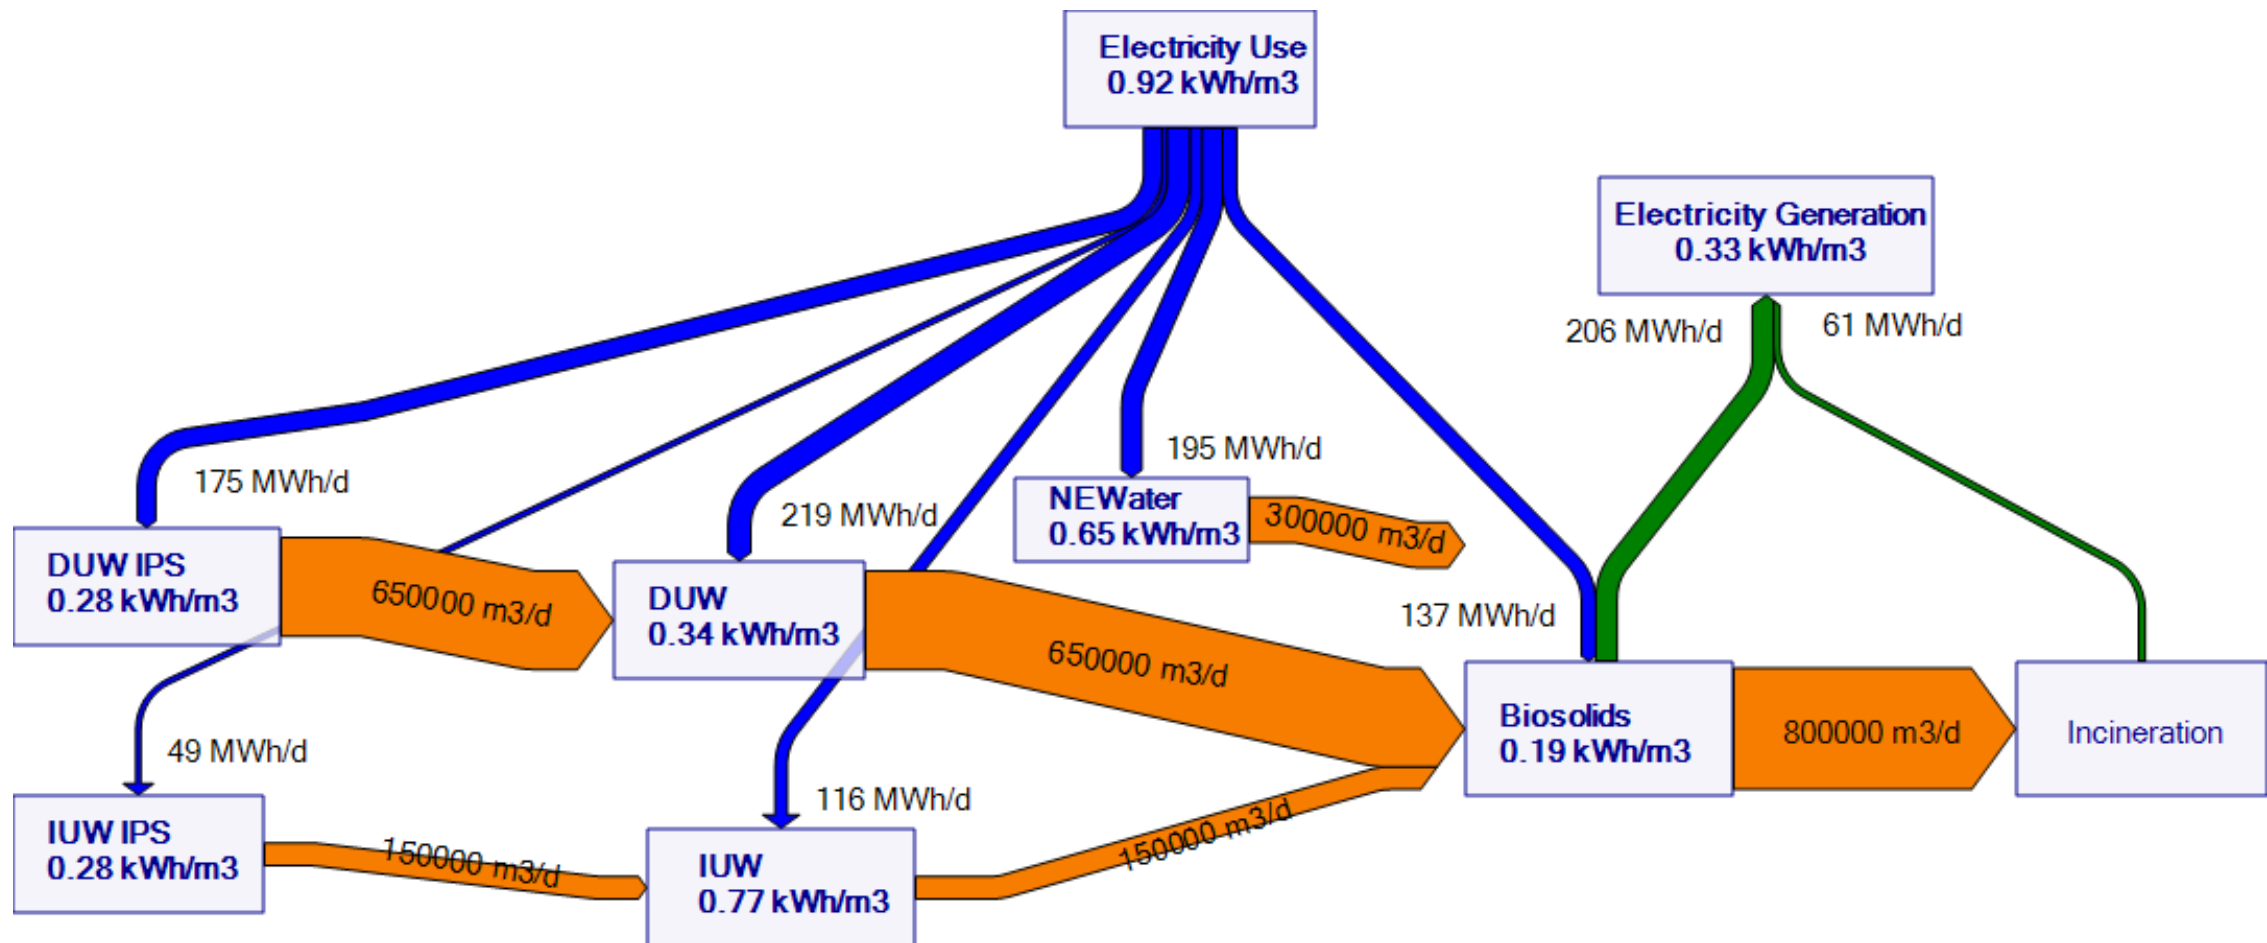 Electricity Use
0.92 kWh/m3
Electricity Generation
0.33 kWh/m3
206 MWh/d
61 MWh/d
175 MWh/d
219 MWh/d
195 MWh/d
NEWater
0.65 kWh/m3
300000 m3/d
DUW IPS
0.28 kWh/m3
650000 m3/d
DUW
0.34 kWh/m3
650000 m3/d
137 MWh/d
Biosolids
0.19 kWh/m3
800000 m3/d
Incineration
49 MWh/d
116 MWh/d
IUW IPS
0.28 kWh/m3
150000 m3/d
IUW
0.77 kWh/m3
150000 m3/d